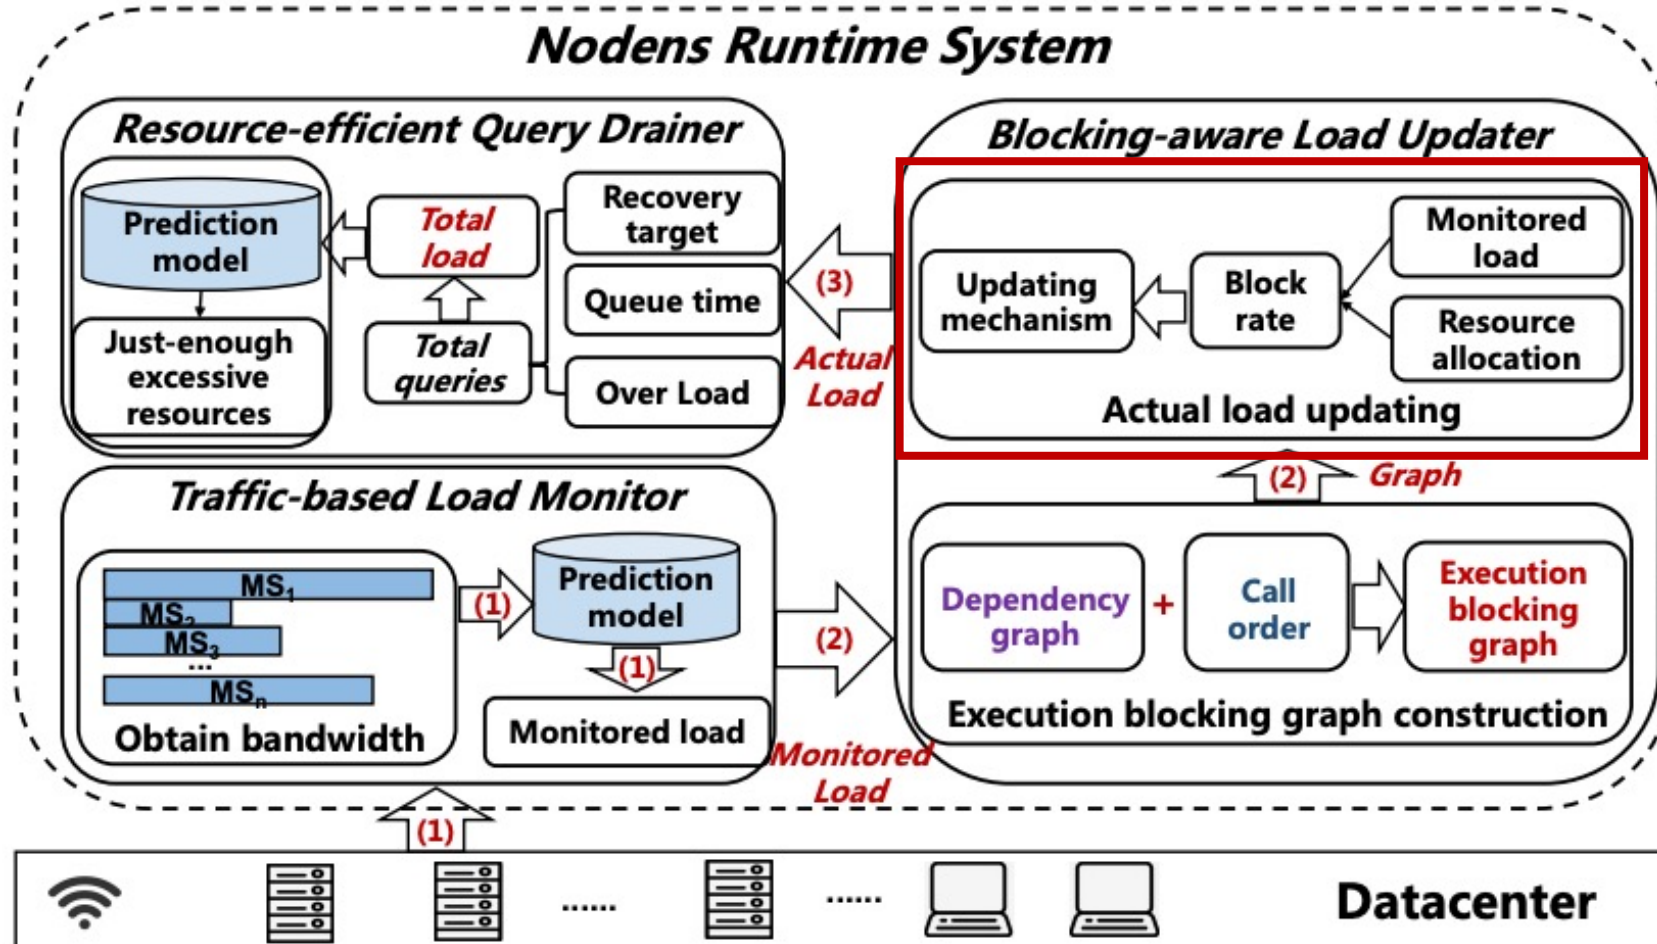 Nodens Runtime System
Resource-efficient Query Drainer
Prediction
model
Just-enough
excessive
resources
Total
load
Total
queries
Recovery
target
Queue time
Over Load
(3)
Actual
Load
Blocking-aware Load Updater
Updating
mechanism
Block
rate
Monitored
load
Resource
allocation
Actual load updating
(2)
Graph
Traffic-based Load Monitor
MS1
MS2
MS3
...
MSn
Obtain bandwidth
(1)
Prediction
model
(1)
Monitored load
(2)
Monitored
Load
Dependency
graph
+
Call
order
Execution
blocking
graph
Execution blocking graph construction
(1)
......
......
Datacenter